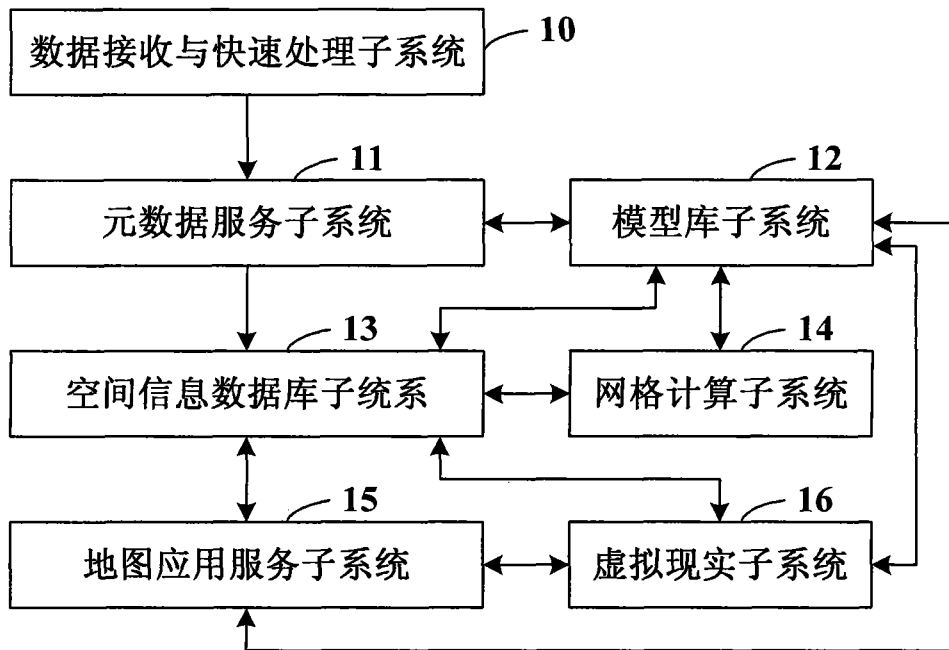 数据接收与快速处理子系统
10
11
12
元数据服务子系统
模型库子系统
13
14
空间信息数据库子统系
网格计算子系统
15
16
地图应用服务子系统
虚拟现实子系统